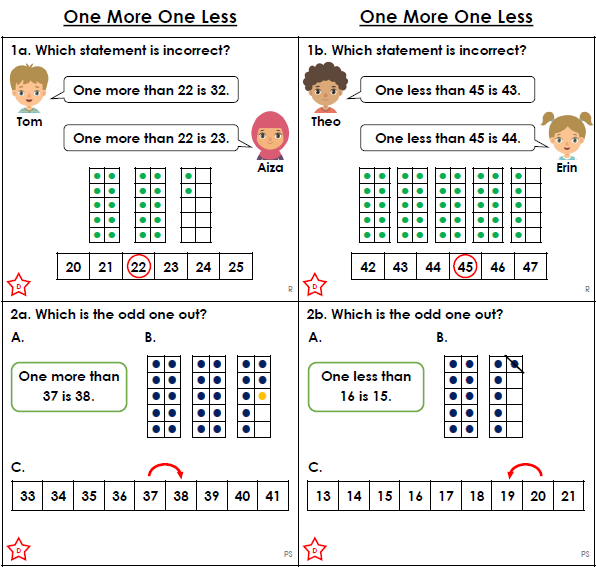 One More One Less
1a. Which statement is incorrect?
One more than 22 is 32.
Tom
One more than 22 is 23.
Aiza
20 21 22 23 24 25
D
R
One More One Less
1b. Which statement is incorrect?
One less than 45 is 43.
Theo
One less than 45 is 44.
Erin
42 43 44 45 46 47
D
R
2a. Which is the odd one out?
A.
B.
One more than
37 is 38.
C.
33 34 35 36 37 38 39 40 41
D
PS
2b. Which is the odd one out?
A.
B.
One less than
16 is 15.
C.
13 14 15 16 17 18 19 20 21
D
PS